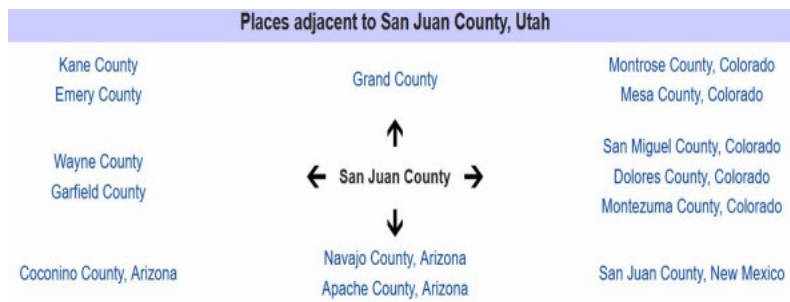 Places adjacent to San Juan County, Utah
Kane County
Emery County
Grand County
Montrose County, Colorado
Mesa County, Colorado
Wayne County
Garfield County
San Juan County
San Miguel County, Colorado
Dolores County, Colorado
Montezuma County, Colorado
Coconino County, Arizona
Navajo County, Arizona
Apache County, Arizona
San Juan County, New Mexico